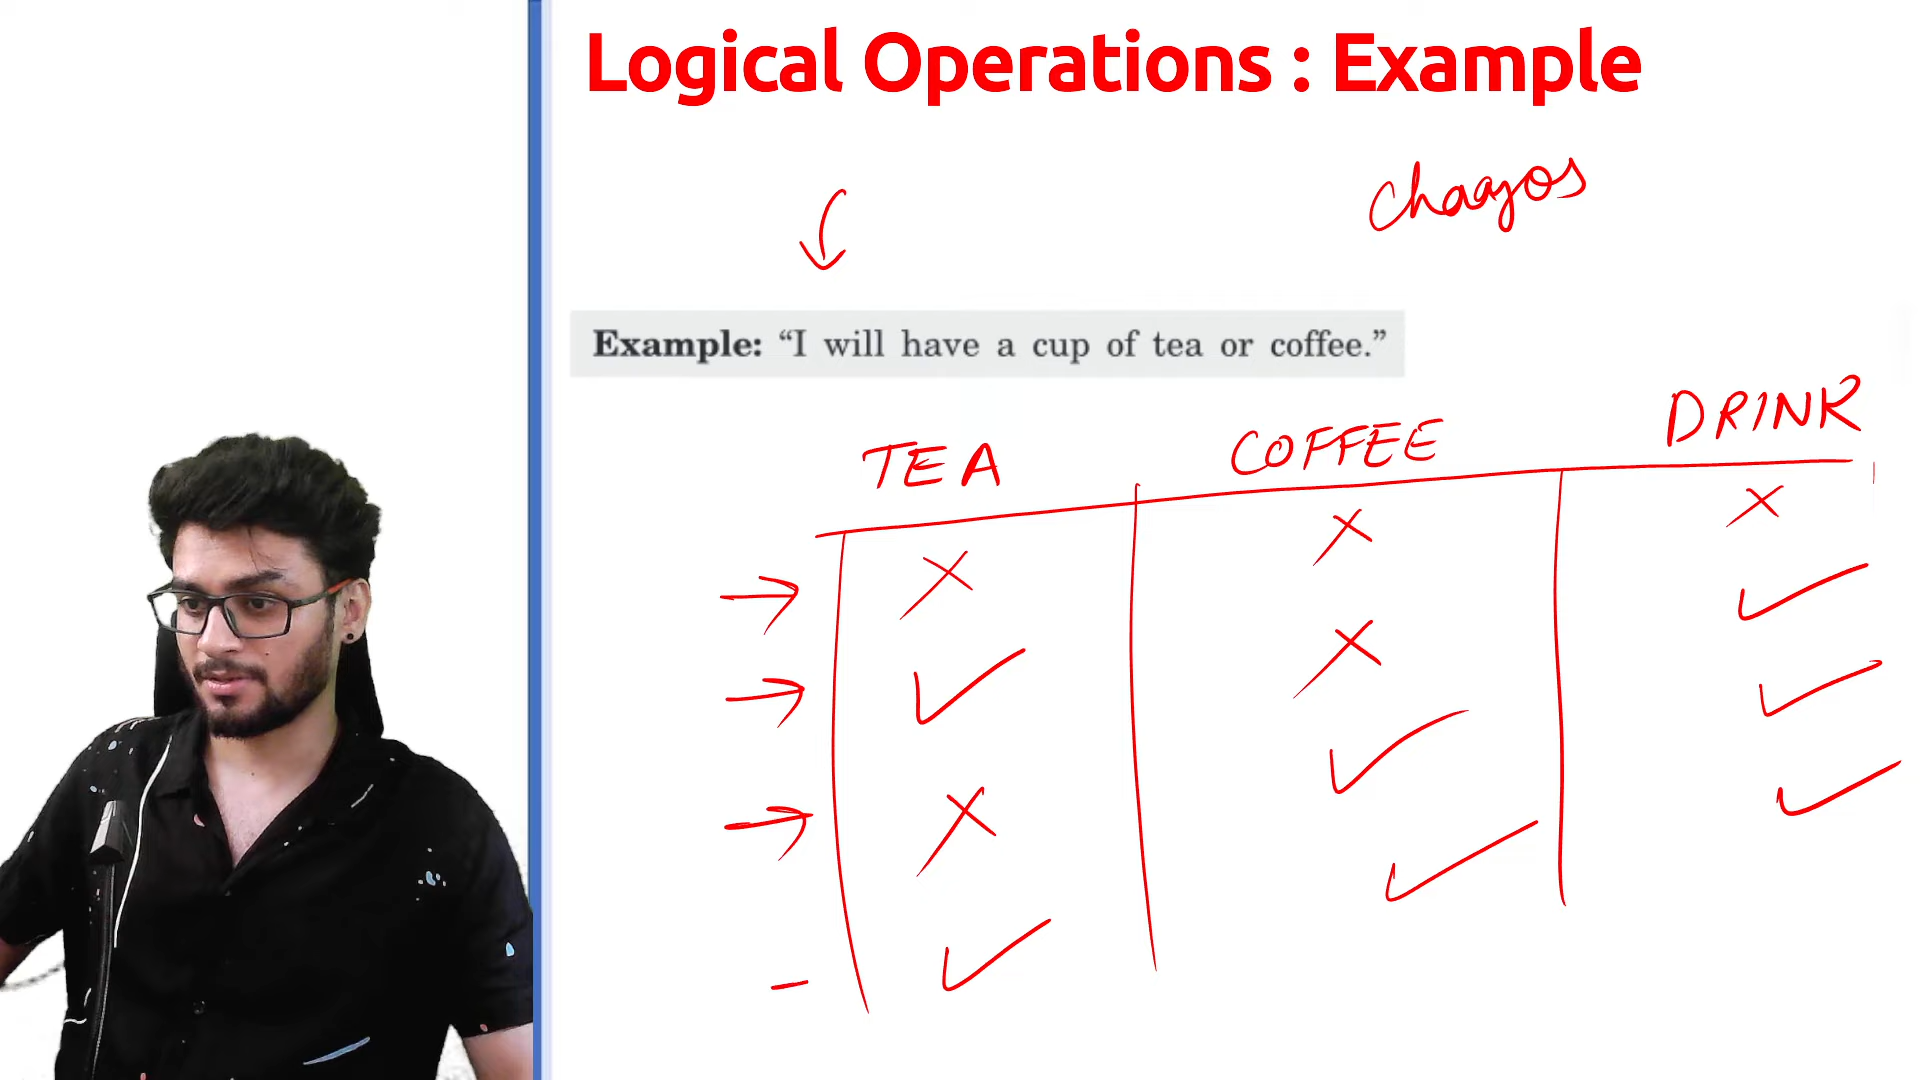 Logical Operations : Example
Chaayos
Example: “I will have a cup of tea or coffee.”
TEA COFFEE DRINK